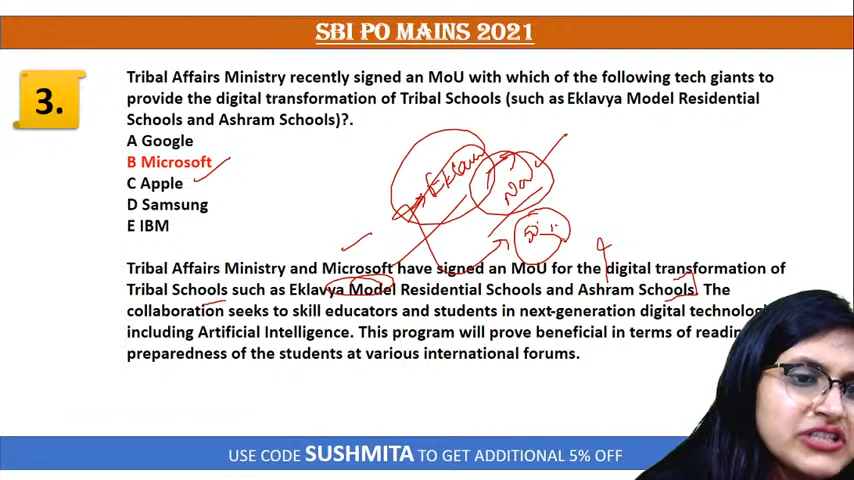 SBI PO MAINS 2021
3.
Tribal Affairs Ministry recently signed an MoU with which of the following tech giants to
provide the digital transformation of Tribal Schools (such as Eklavya Model Residential
Schools and Ashram Schools)?.
A Google
B Microsoft
C Apple
D Samsung
E IBM
Tribal Affairs Ministry and Microsoft have signed an MoU for the digital transformation of
Tribal Schools such as Eklavya Model Residential Schools and Ashram Schools. The
collaboration seeks to skill educators and students in next-generation digital
including Artificial Intelligence. This program will prove beneficial in terms of
preparedness of the students at various international forums.
USE CODE SUSHMITA TO GET ADDITIONAL 5% OFF